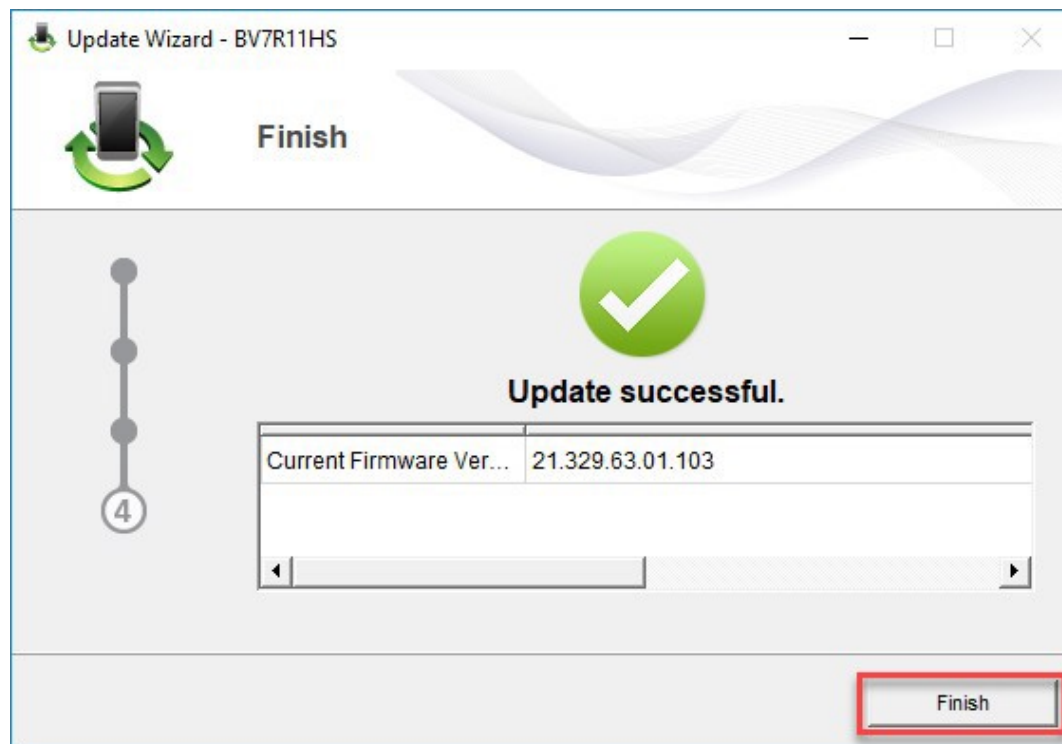 Update Wizard - BV7R11HS
Finish
Update successful.
Current Firmware Ver... 21.329.63.01.103
4
Finish